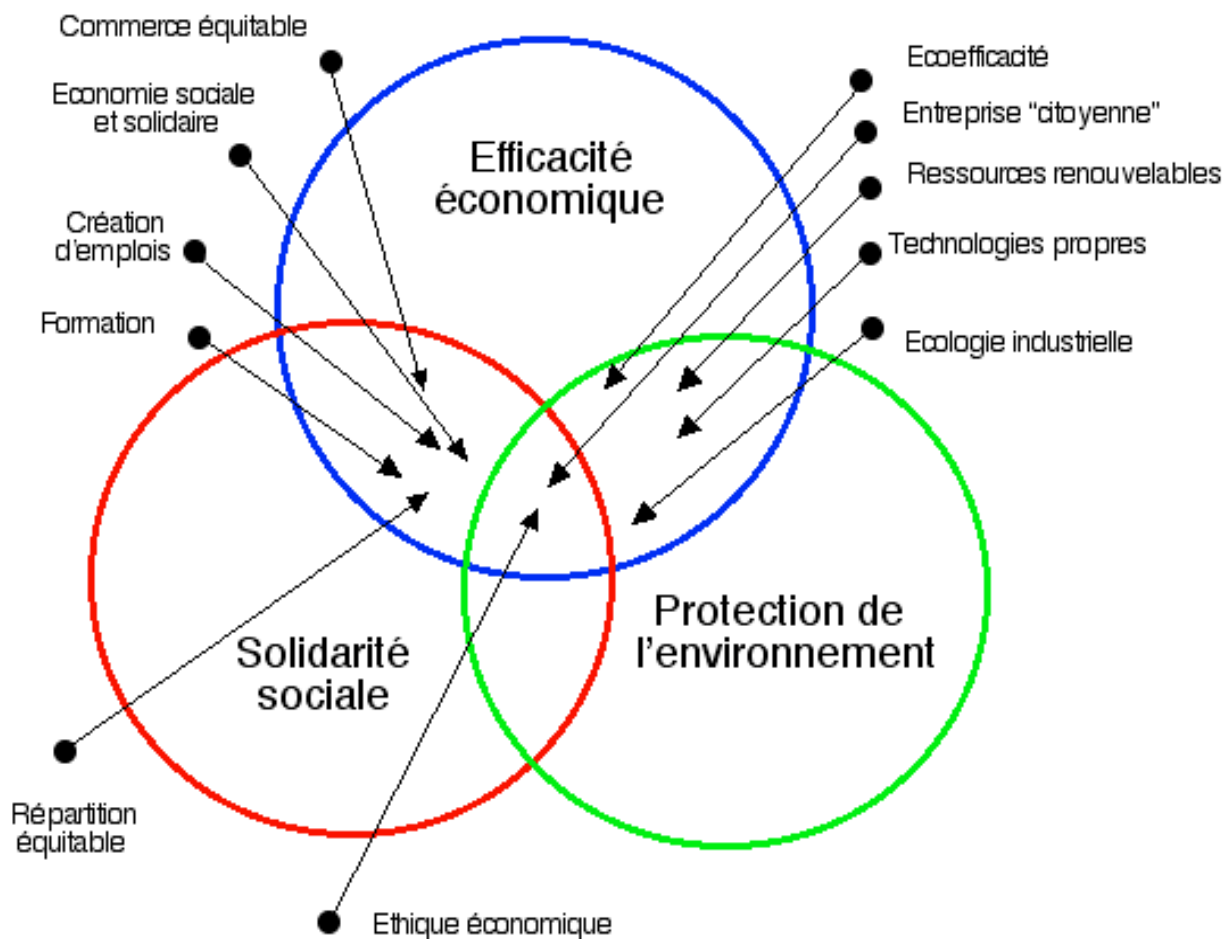 Commerce équitable
Economie sociale
et solidaire
Création
d'emplois
Formation
Efficacité
économique
Ecoefficacité
Entreprise "citoyenne"
Ressources renouvelables
Technologies propres
Ecologie industrielle
Solidarité
sociale
Protection de
l'environnement
Répartition
équitable
Ethique économique